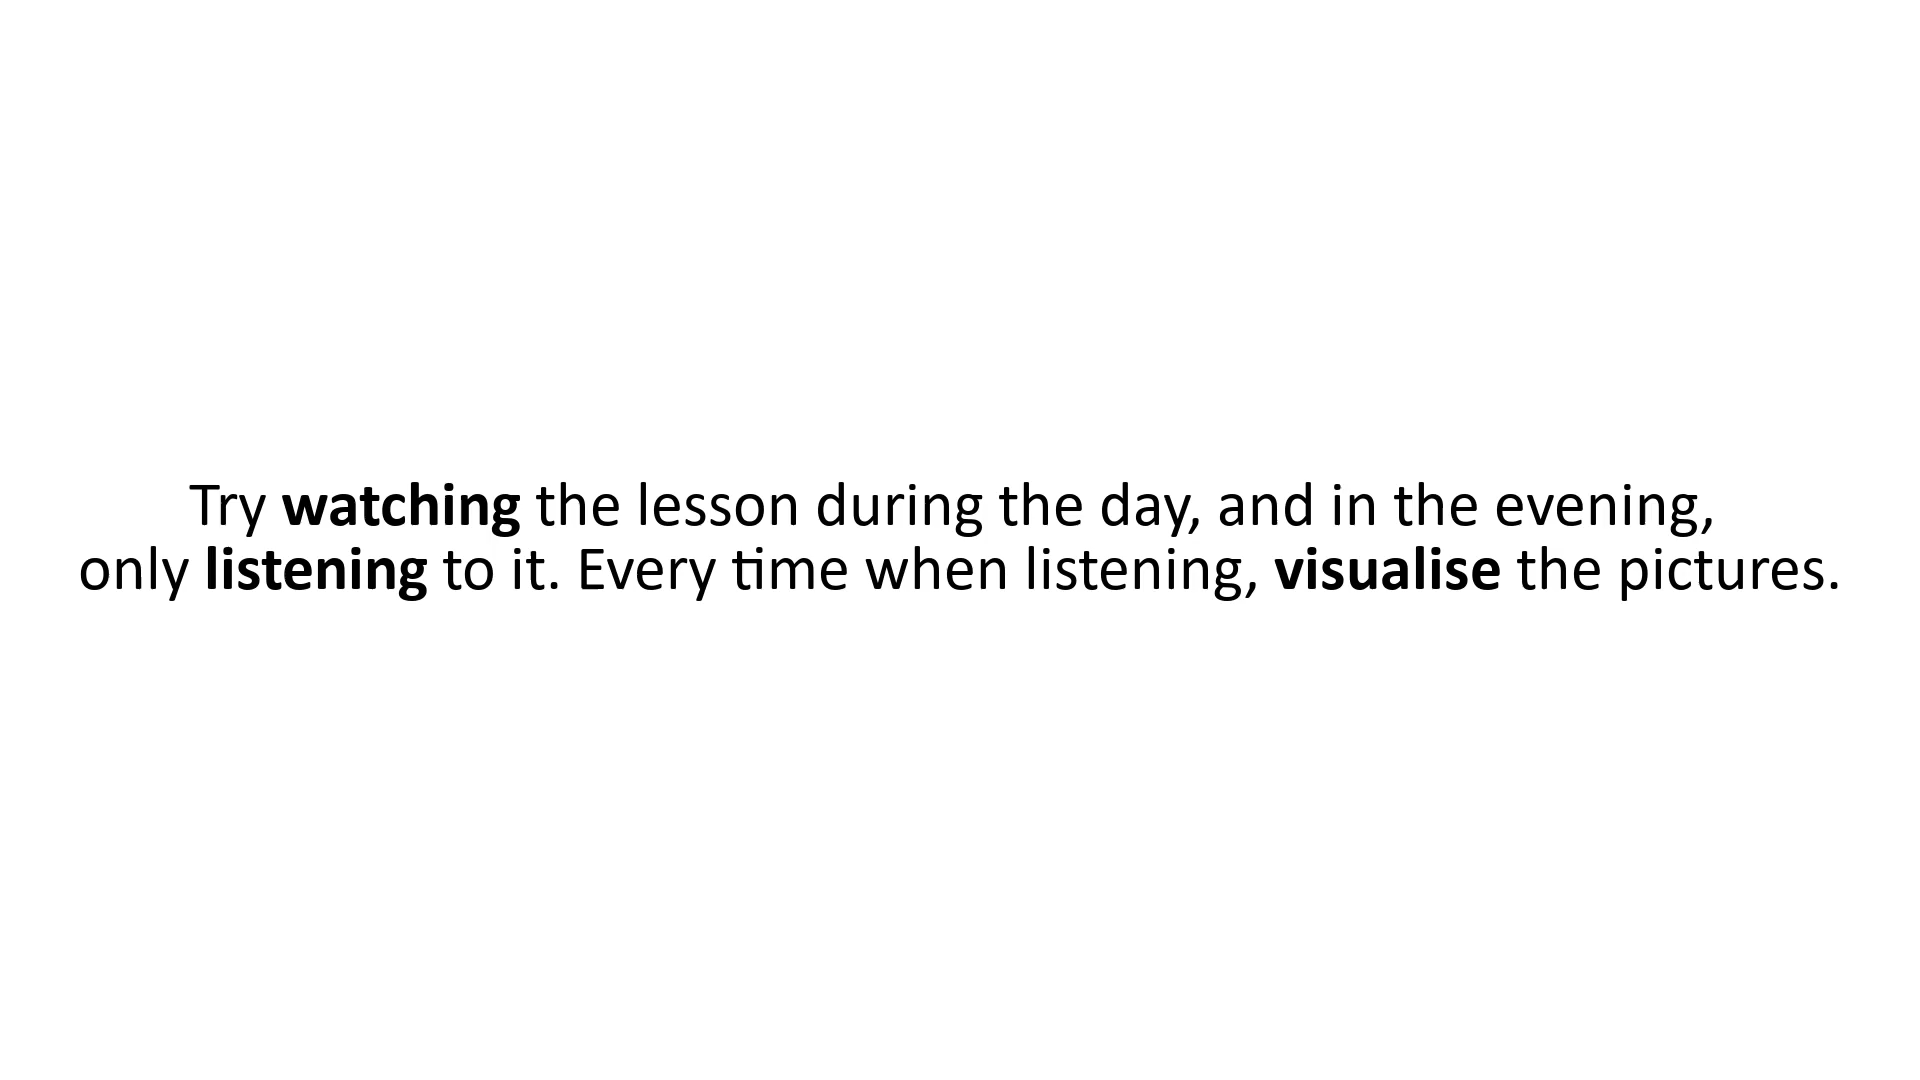 Try watching the lesson during the day, and in the evening,
only listening to it. Every time when listening, visualise the pictures.